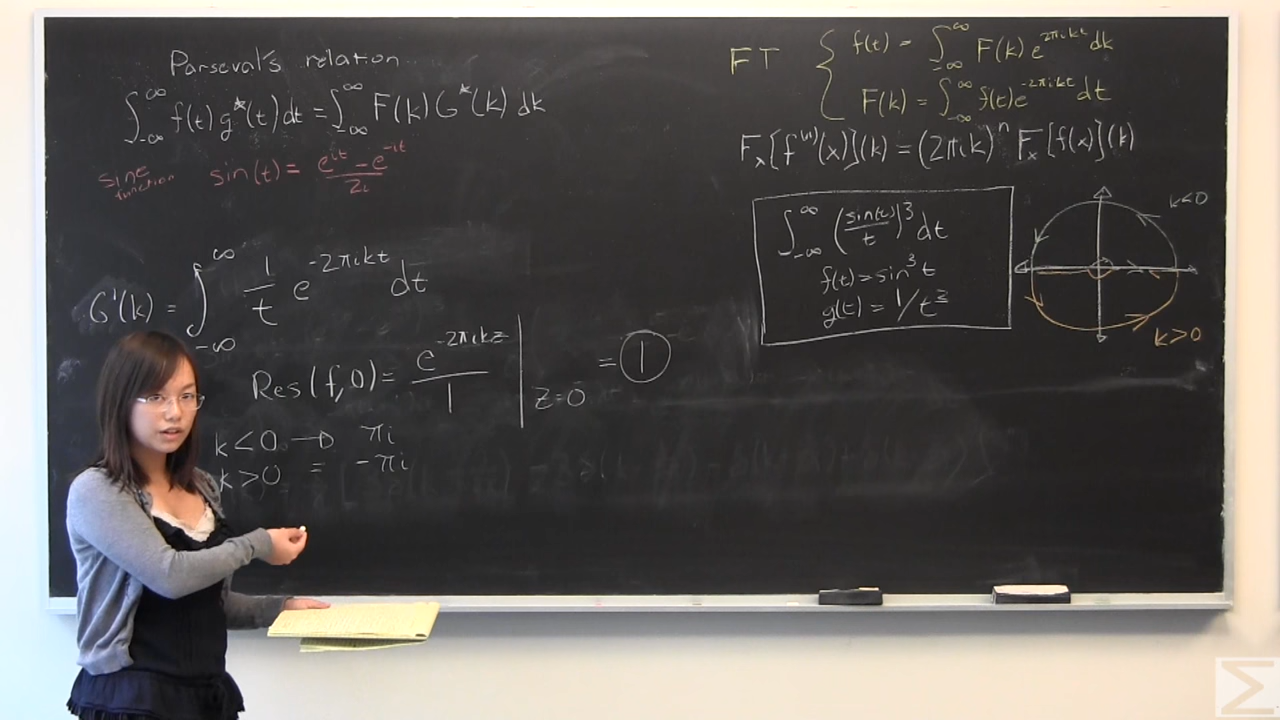 Parseval's relation
∫_{-∞}^{∞} f(t) g*(t) dt = ∫_{-∞}^{∞} F(k) G*(k) dk
sine function sin(t) = (e^{it} - e^{-it})/2i
G'(k) = ∫_{-∞}^{∞} 1/t e^{-2πikt} dt
Res(f,0) = e^{-2πikz}/1 |_{z=0} = 1
k<0 → πi
k>0 = -πi
FT { f(t) = ∫_{-∞}^{∞} F(k) e^{2πikt} dk
F(k) = ∫_{-∞}^{∞} f(t) e^{-2πikt} dt
F_x[f^{(n)}(x)](k) = (2πik)^n F_x[f(x)](k)
∫_{-∞}^{∞} (sin(t)/t)^3 dt
f(t) = sin^3 t
g(t) = 1/t^3
k<0
k>0
Σ